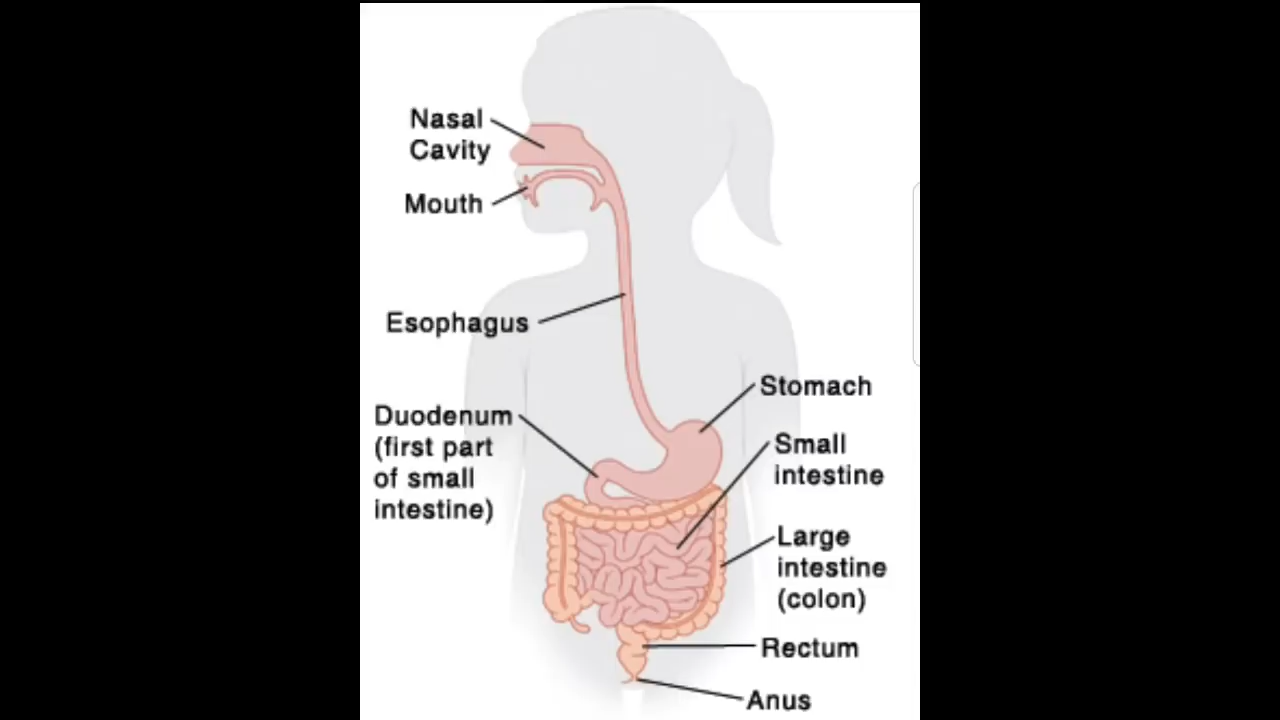 Nasal
Cavity
Mouth
Esophagus
Duodenum
(first part
of small
intestine)
Stomach
Small
intestine
Large
intestine
(colon)
Rectum
Anus